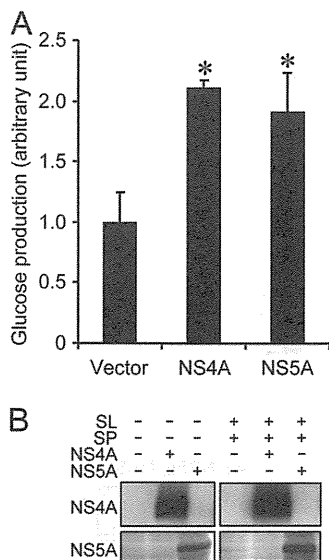 A
Glucose production (arbitrary unit)
2.5
2.0
1.5
1.0
0.5
0
*
*
Vector NS4A NS5A
B
SL - - - + + +
SP - - - + + +
NS4A - + - - + -
NS5A - - + - - +
NS4A
NS5A